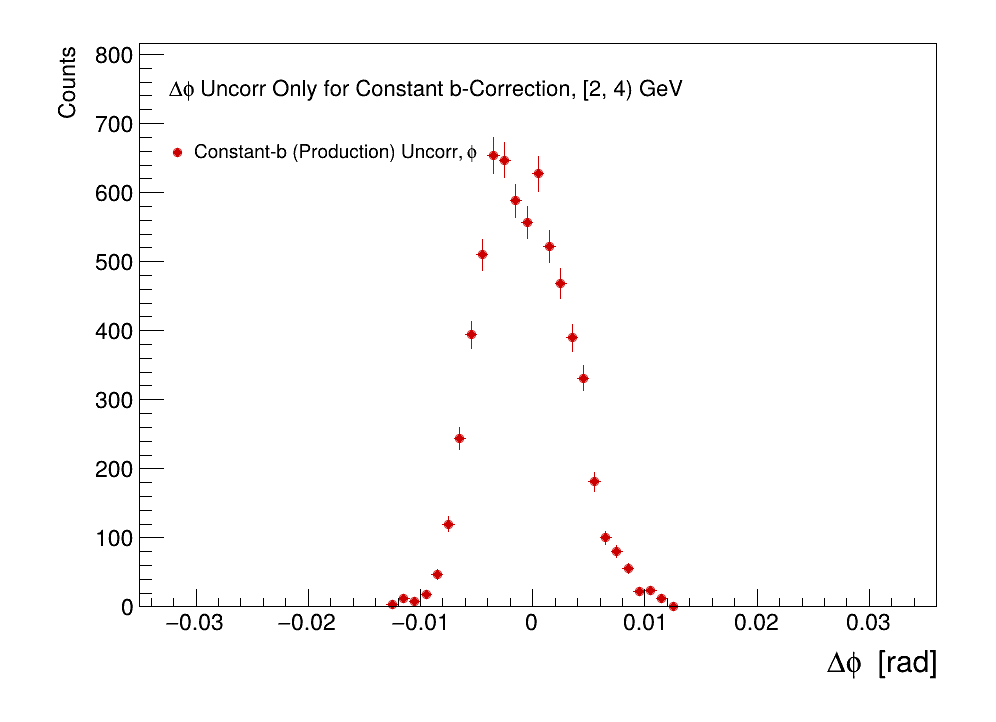 Counts
800
Δϕ Uncorr Only for Constant b-Correction, [2, 4) GeV
700
Constant-b (Production) Uncorr, ϕ
600
500
400
300
200
100
0
−0.03 −0.02 −0.01 0 0.01 0.02 0.03
Δϕ [rad]